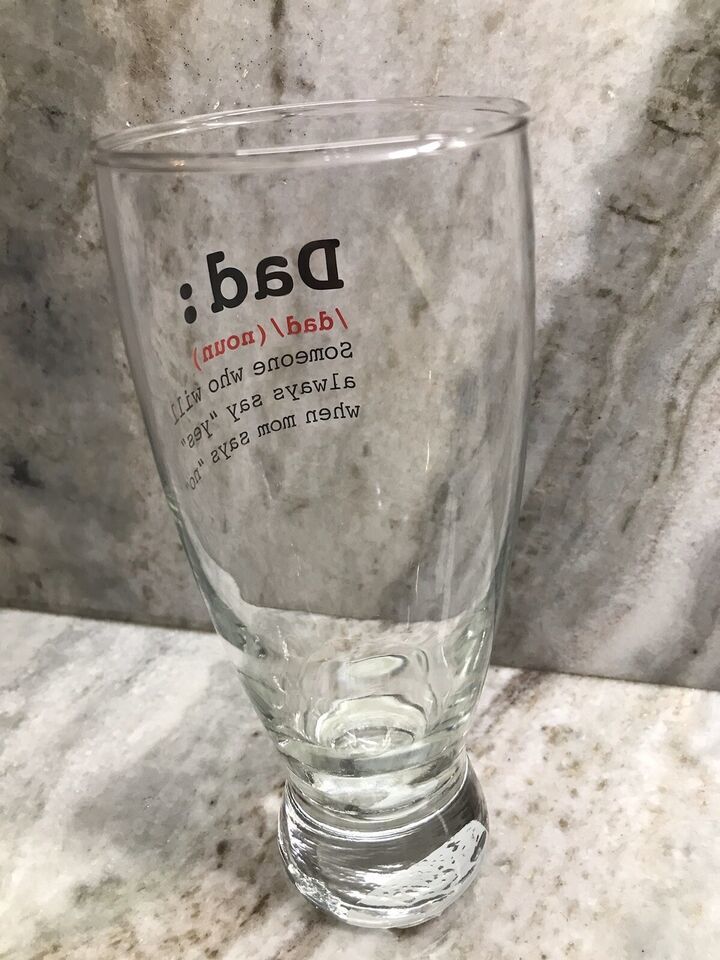 Dad:
/dad/(noun)
Someone who will
always say "yes"
when mom says "no"